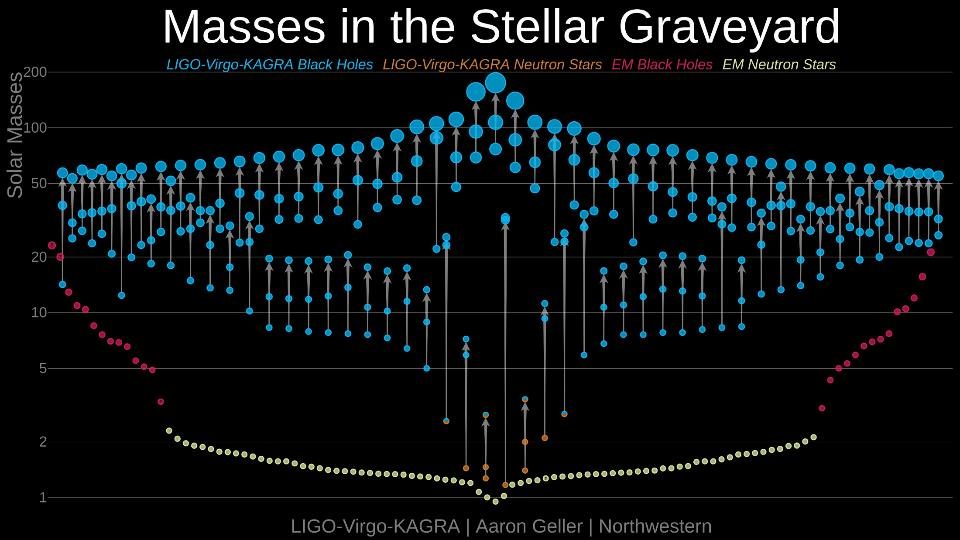 Masses in the Stellar Graveyard
LIGO-Virgo-KAGRA Black Holes LIGO-Virgo-KAGRA Neutron Stars EM Black Holes EM Neutron Stars
Solar Masses
200
100
50
20
10
5
2
1
LIGO-Virgo-KAGRA | Aaron Geller | Northwestern